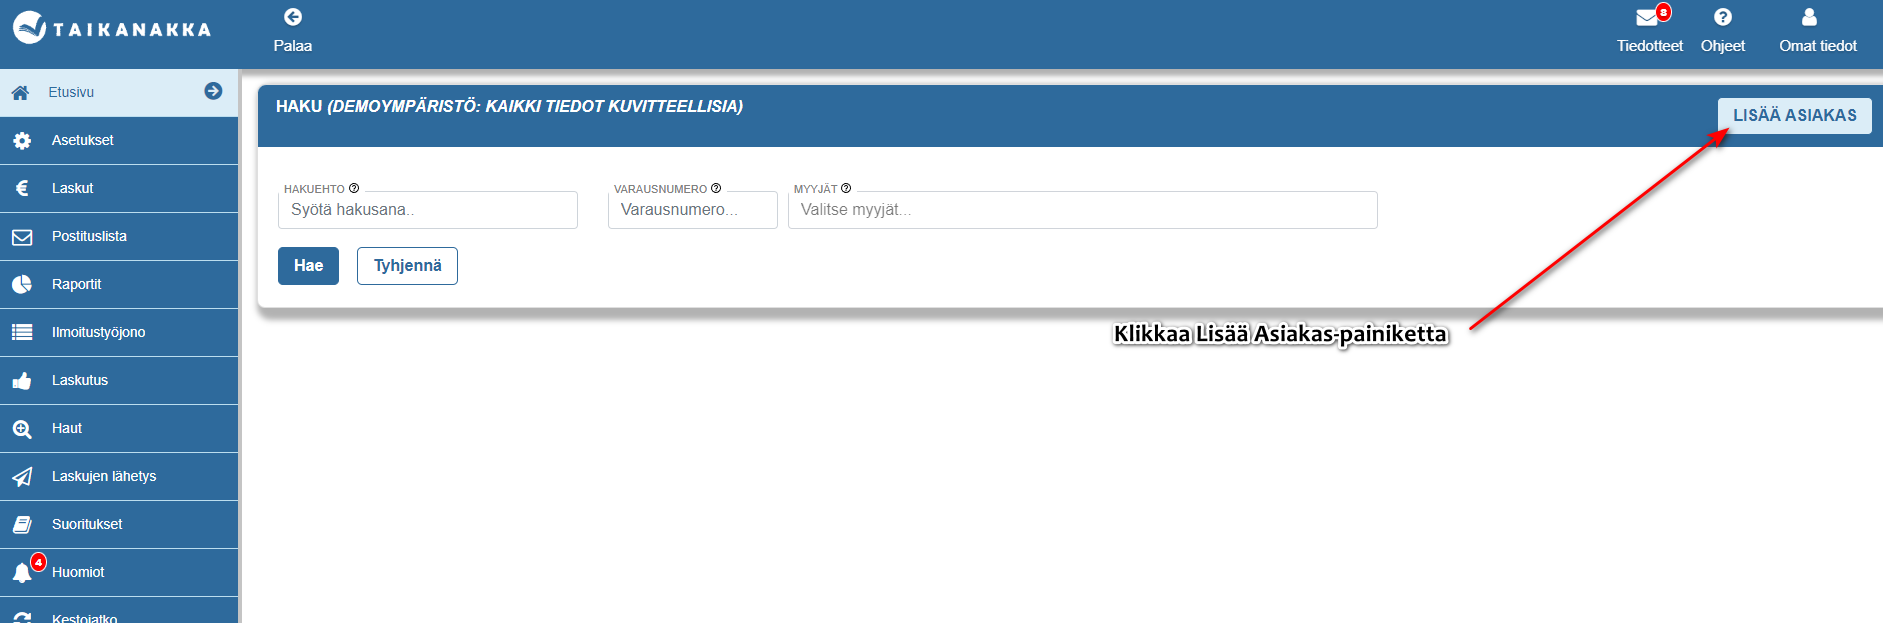 TAIKANAKKA
Palaa
8
Tiedotteet
Ohjeet
Omat tiedot
Etusivu
Asetukset
Laskut
Postituslista
Raportit
Ilmoitustyöjono
Laskutus
Haut
Laskujen lähetys
Suoritukset
4
Huomiot
Kestojatko
HAKU (DEMOYMPÄRISTÖ: KAIKKI TIEDOT KUVITTEELLISIA)
LISÄÄ ASIAKAS
HAKUEHTO
VARAUSNUMERO
MYYJÄT
Syötä hakusana..
Varausnumero...
Valitse myyjät...
Hae
Tyhjennä
Klikkaa Lisää Asiakas-painiketta